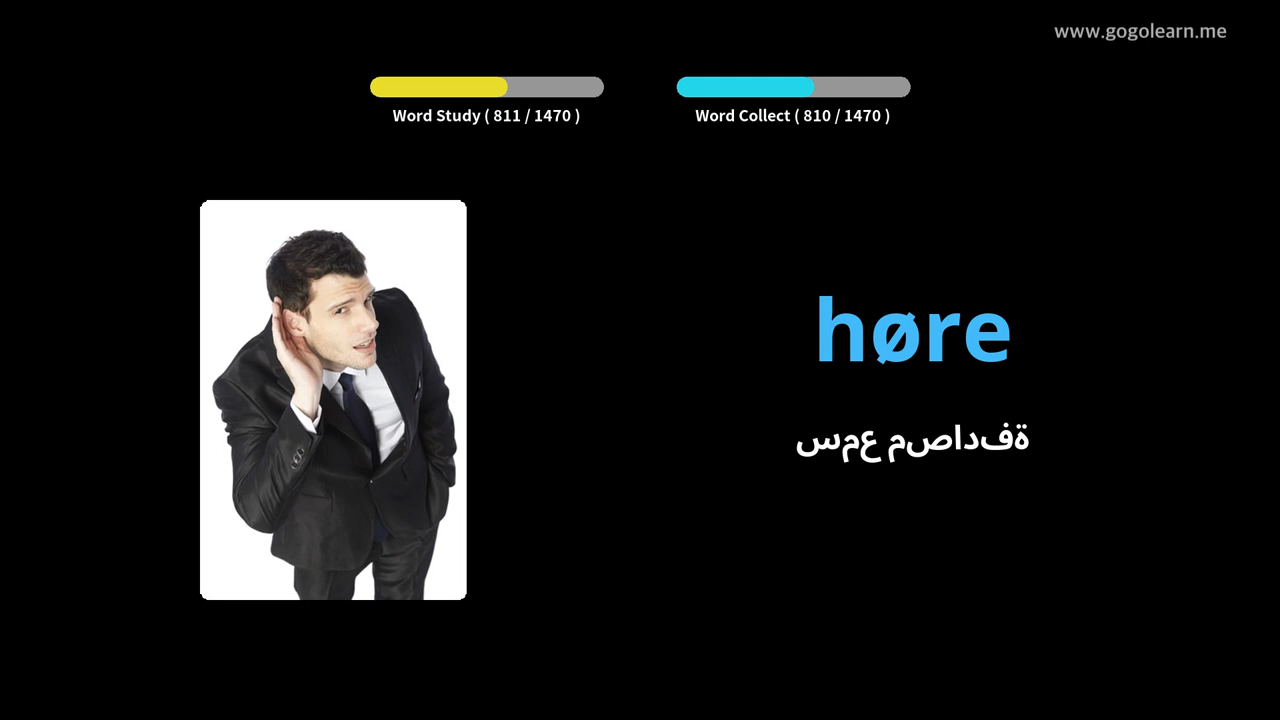 www.gogolearn.me
Word Study ( 811 / 1470 )
Word Collect ( 810 / 1470 )
høre
سمع مصادفة